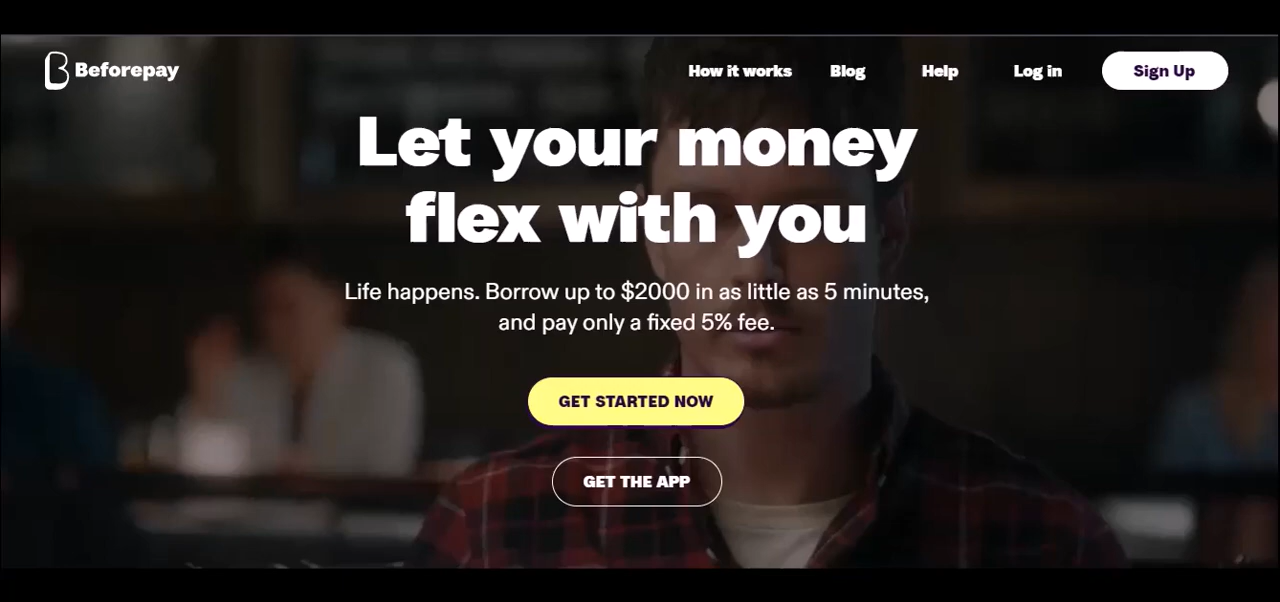 Beforepay
How it works
Blog
Help
Log in
Sign Up
Let your money
flex with you
Life happens. Borrow up to $2000 in as little as 5 minutes,
and pay only a fixed 5% fee.
GET STARTED NOW
GET THE APP